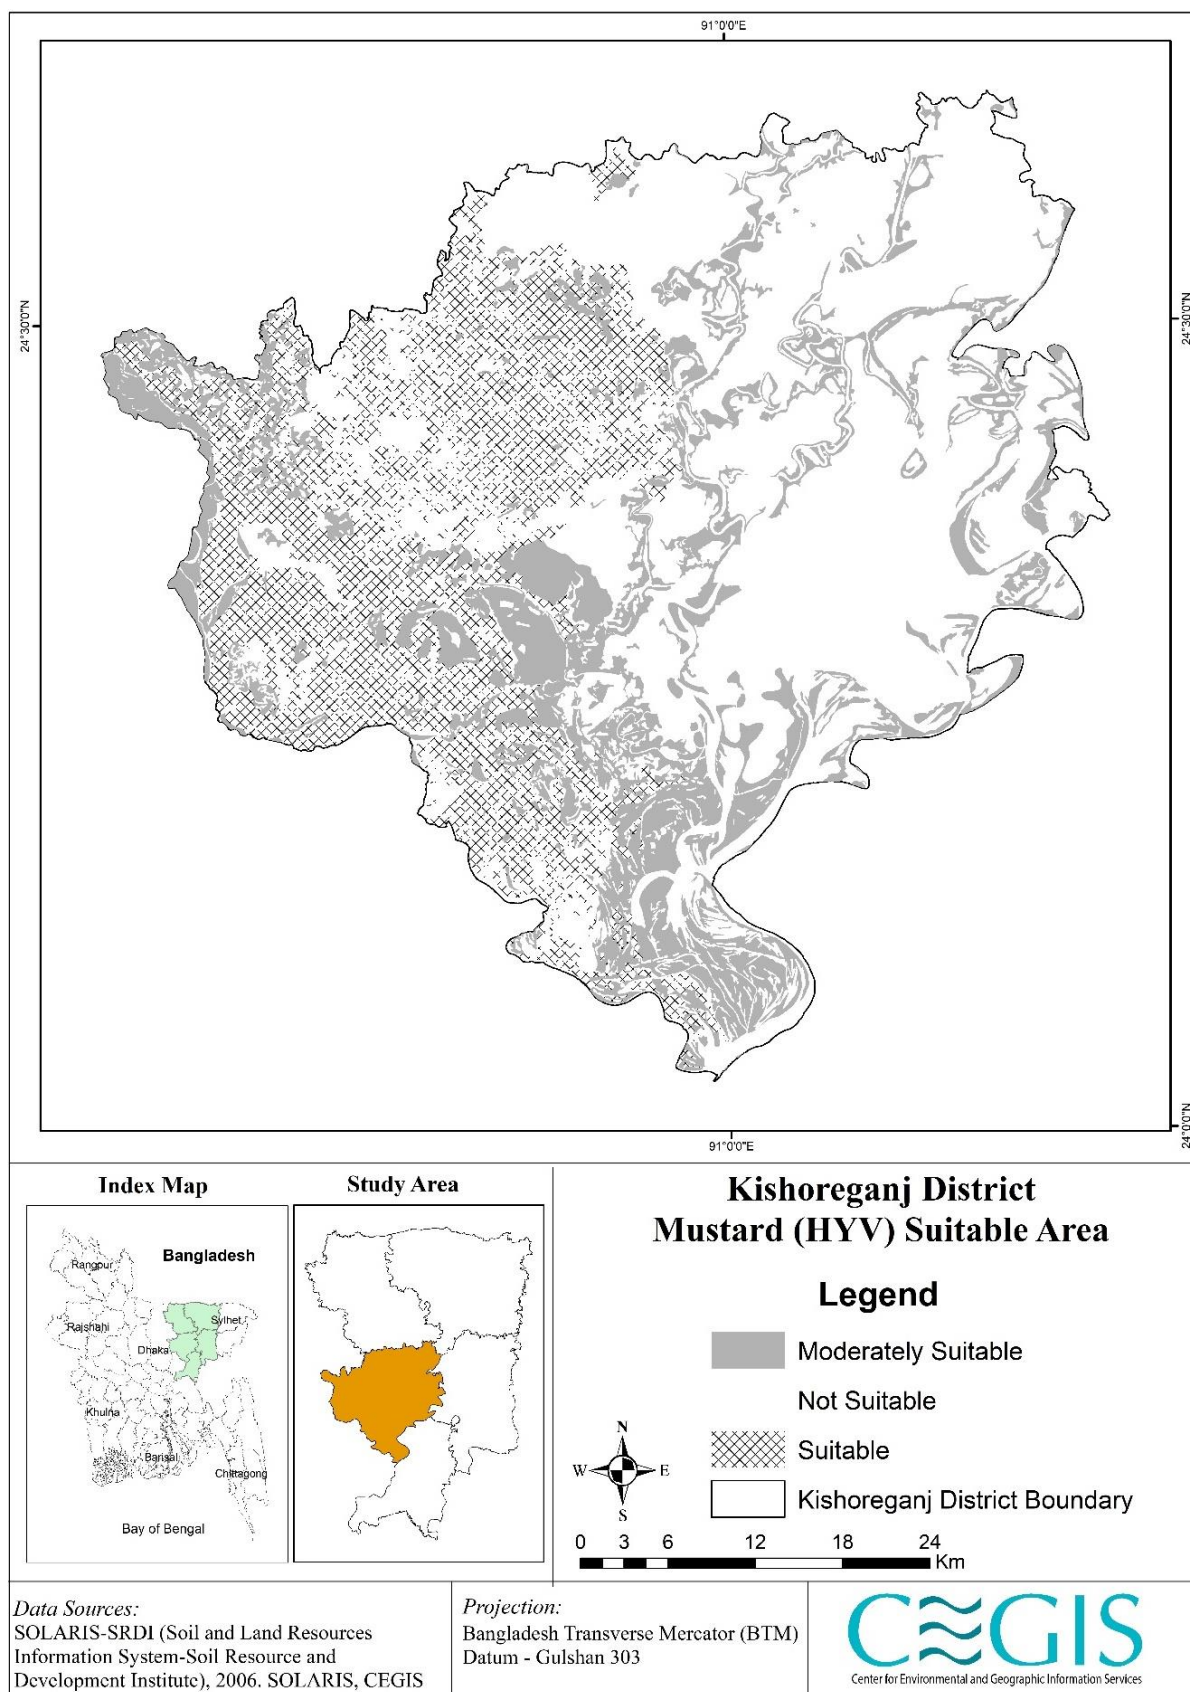 91°0'0"E
24°30'0"N
24°30'0"N
24°0'0"N
91°0'0"E
Index Map
Bangladesh
Rangpur
Rajshahi
Sylhet
Dhaka
Khulna
Barisal
Chittagong
Bay of Bengal
Study Area
Kishoreganj District
Mustard (HYV) Suitable Area
Legend
Moderately Suitable
Not Suitable
Suitable
Kishoreganj District Boundary
N
W
E
S
0 3 6 12 18 24
Km
Data Sources:
SOLARIS-SRDI (Soil and Land Resources
Information System-Soil Resource and
Development Institute), 2006. SOLARIS, CEGIS
Projection:
Bangladesh Transverse Mercator (BTM)
Datum - Gulshan 303
CEGIS
Center for Environmental and Geographic Information Services